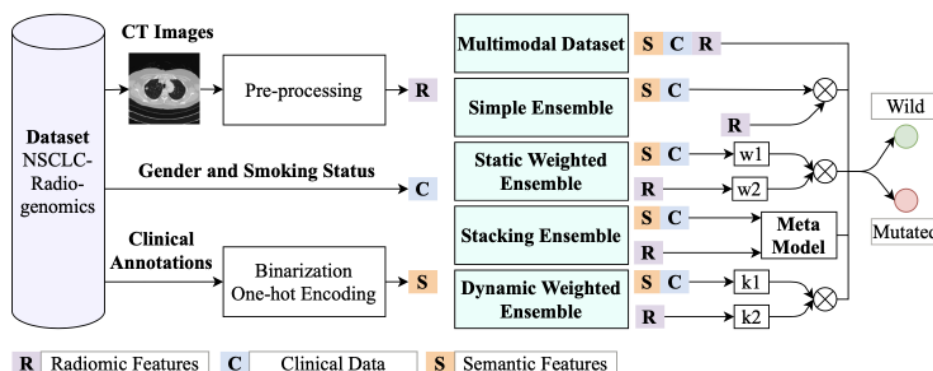 CT Images
Pre-processing
R
Dataset
NSCLC-
Radio-
genomics
Gender and Smoking Status
C
Clinical
Annotations
Binarization
One-hot Encoding
S
Multimodal Dataset
S C R
Simple Ensemble
S C
R
Static Weighted
Ensemble
S C w1
R w2
Stacking Ensemble
S C
R
Meta
Model
Dynamic Weighted
Ensemble
S C k1
R k2
Wild
Mutated
R Radiomic Features
C Clinical Data
S Semantic Features